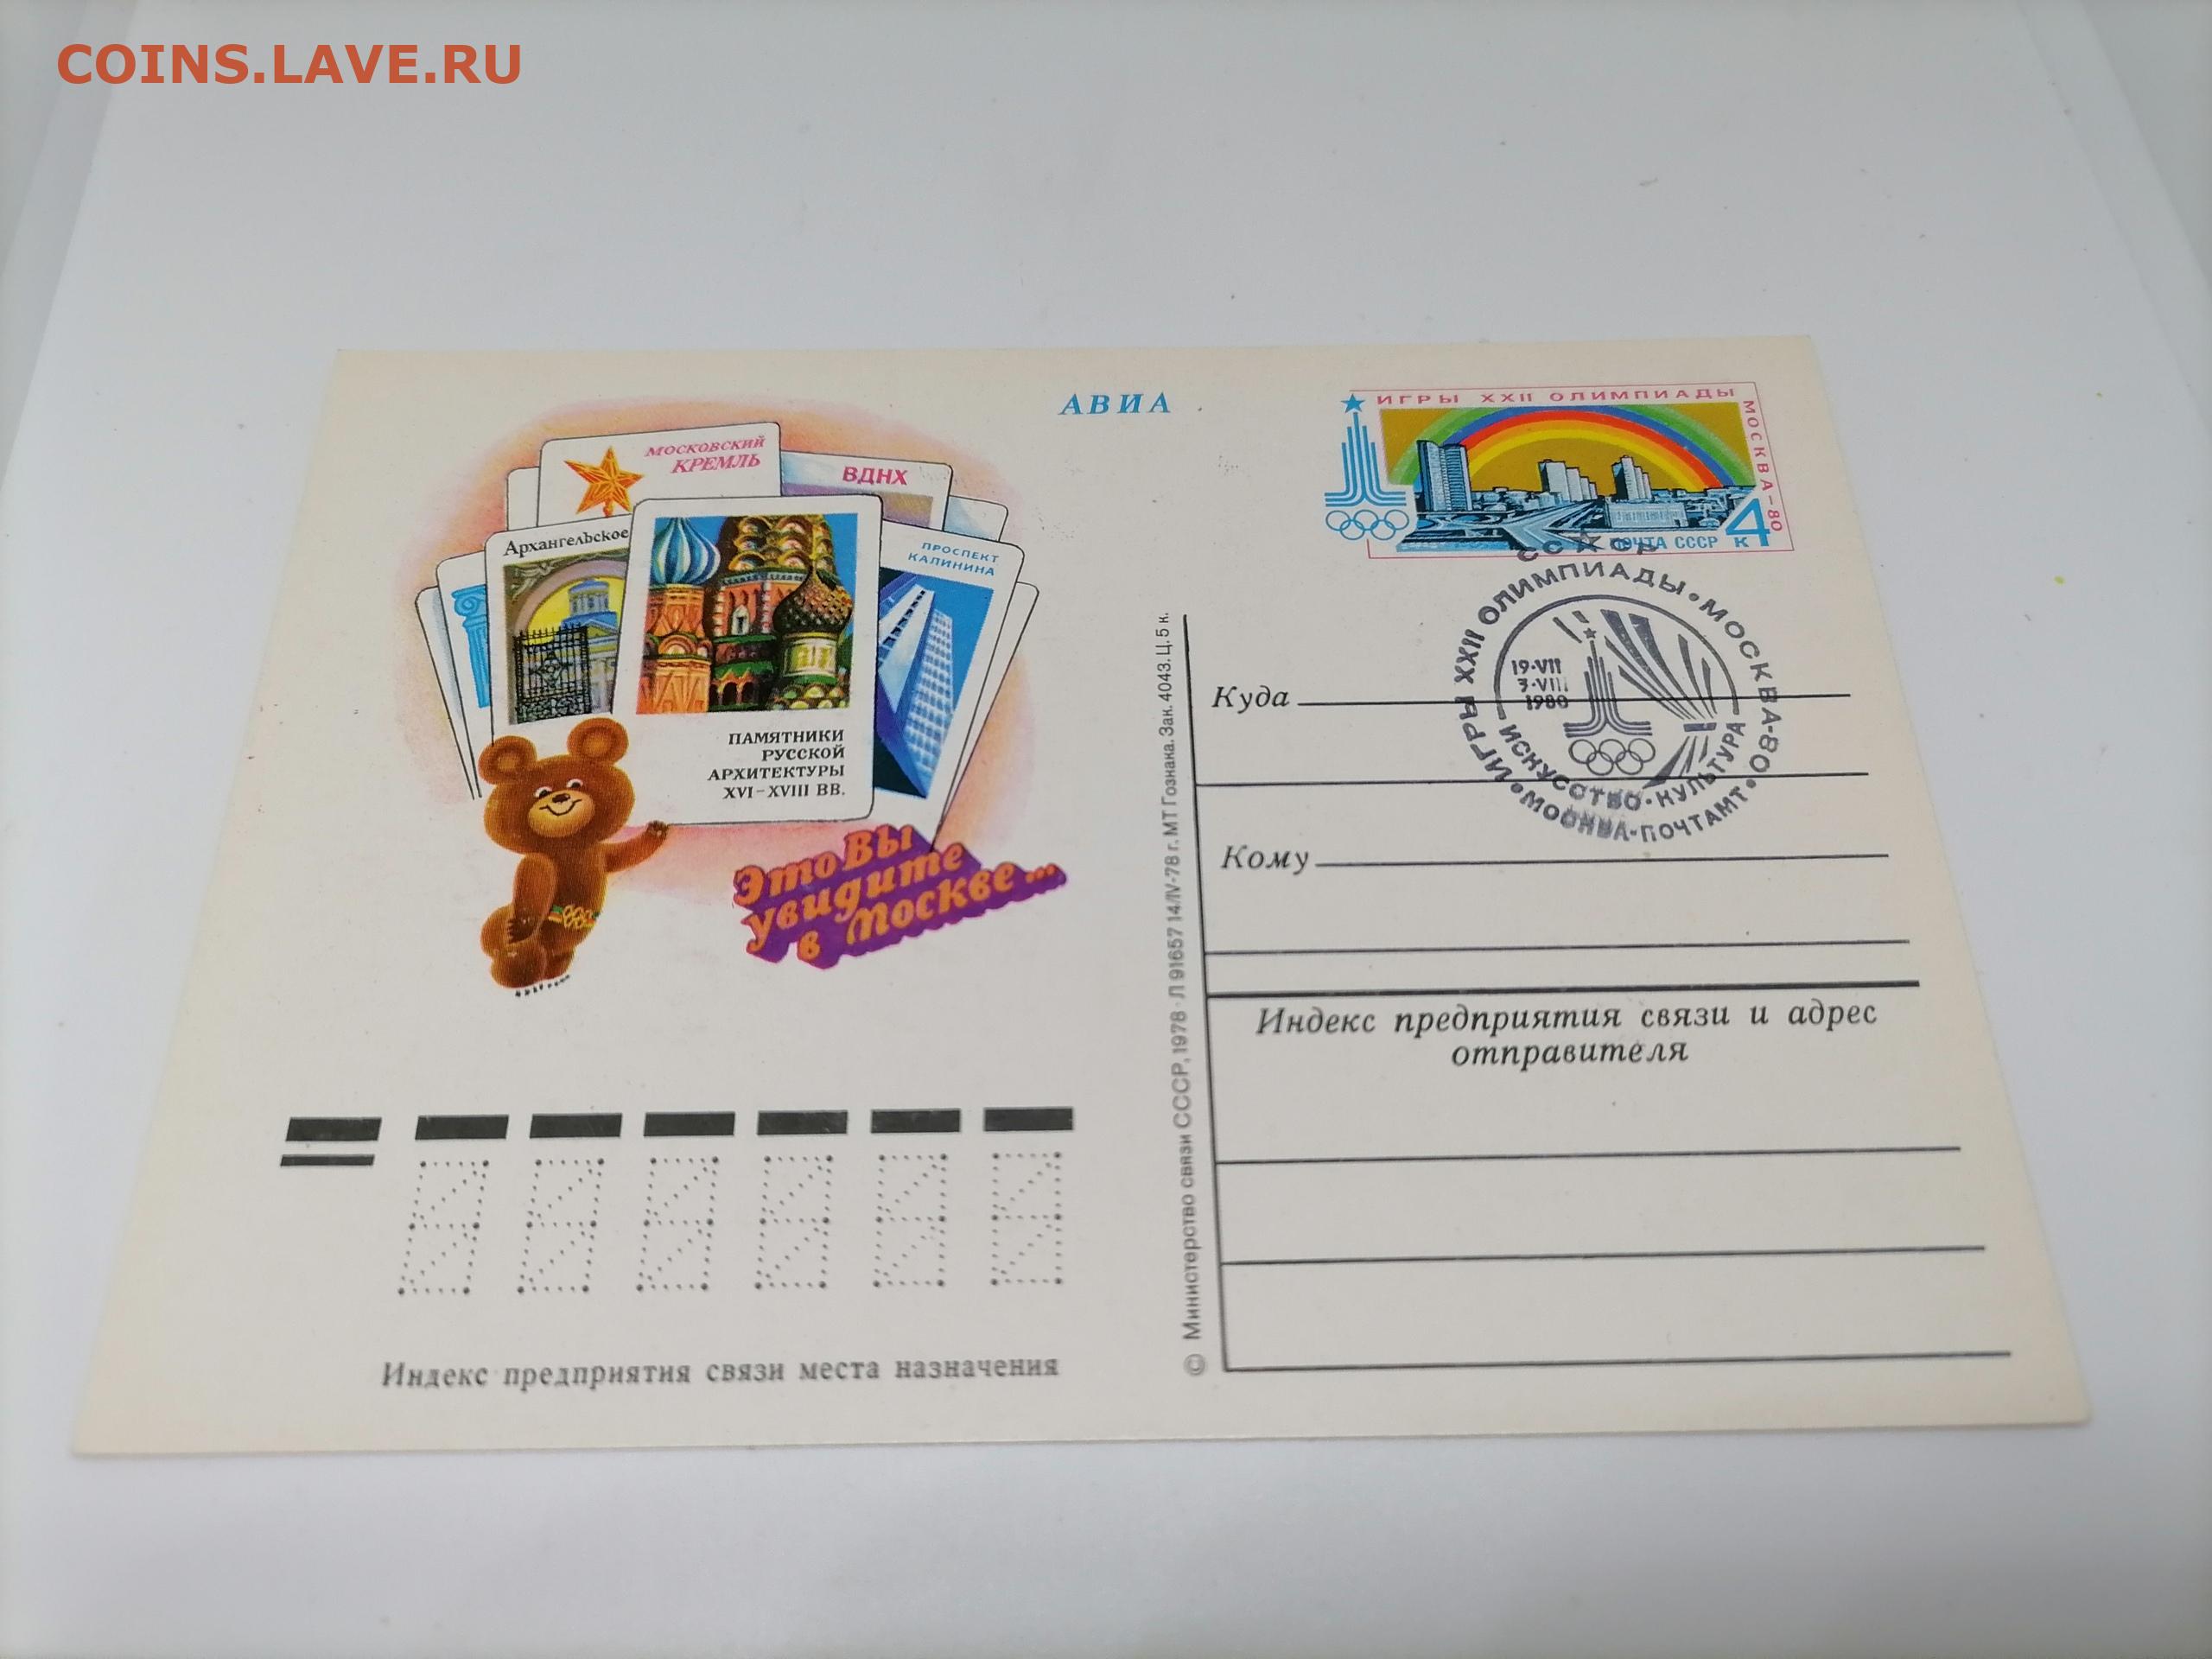 COINS.LAVE.RU
АВИА
МОСКОВСКИЙ
КРЕМЛЬ
ВДНХ
Архангельское
ПРОСПЕКТ
КАЛИНИНА
ПАМЯТНИКИ
РУССКОЙ
АРХИТЕКТУРЫ
XVI–XVIII ВВ.
Это Вы
увидите
в Москве...
ИГРЫ XXII ОЛИМПИАДЫ
МОСКВА–80
4 К
ПОЧТА СССР
СССР
ИГРЫ XXII ОЛИМПИАДЫ • МОСКВА-80 •
19·VII
3·VIII
1980
ИСКУССТВО·КУЛЬТУРА
МОСКВА-ПОЧТАМТ
Куда
Кому
Индекс предприятия связи и адрес
отправителя
© Министерство связи СССР, 1978 · Л 91657 14/IV-78 г. МТ Гознака. Зак. 4043. Ц. 5 к.
Индекс предприятия связи места назначения